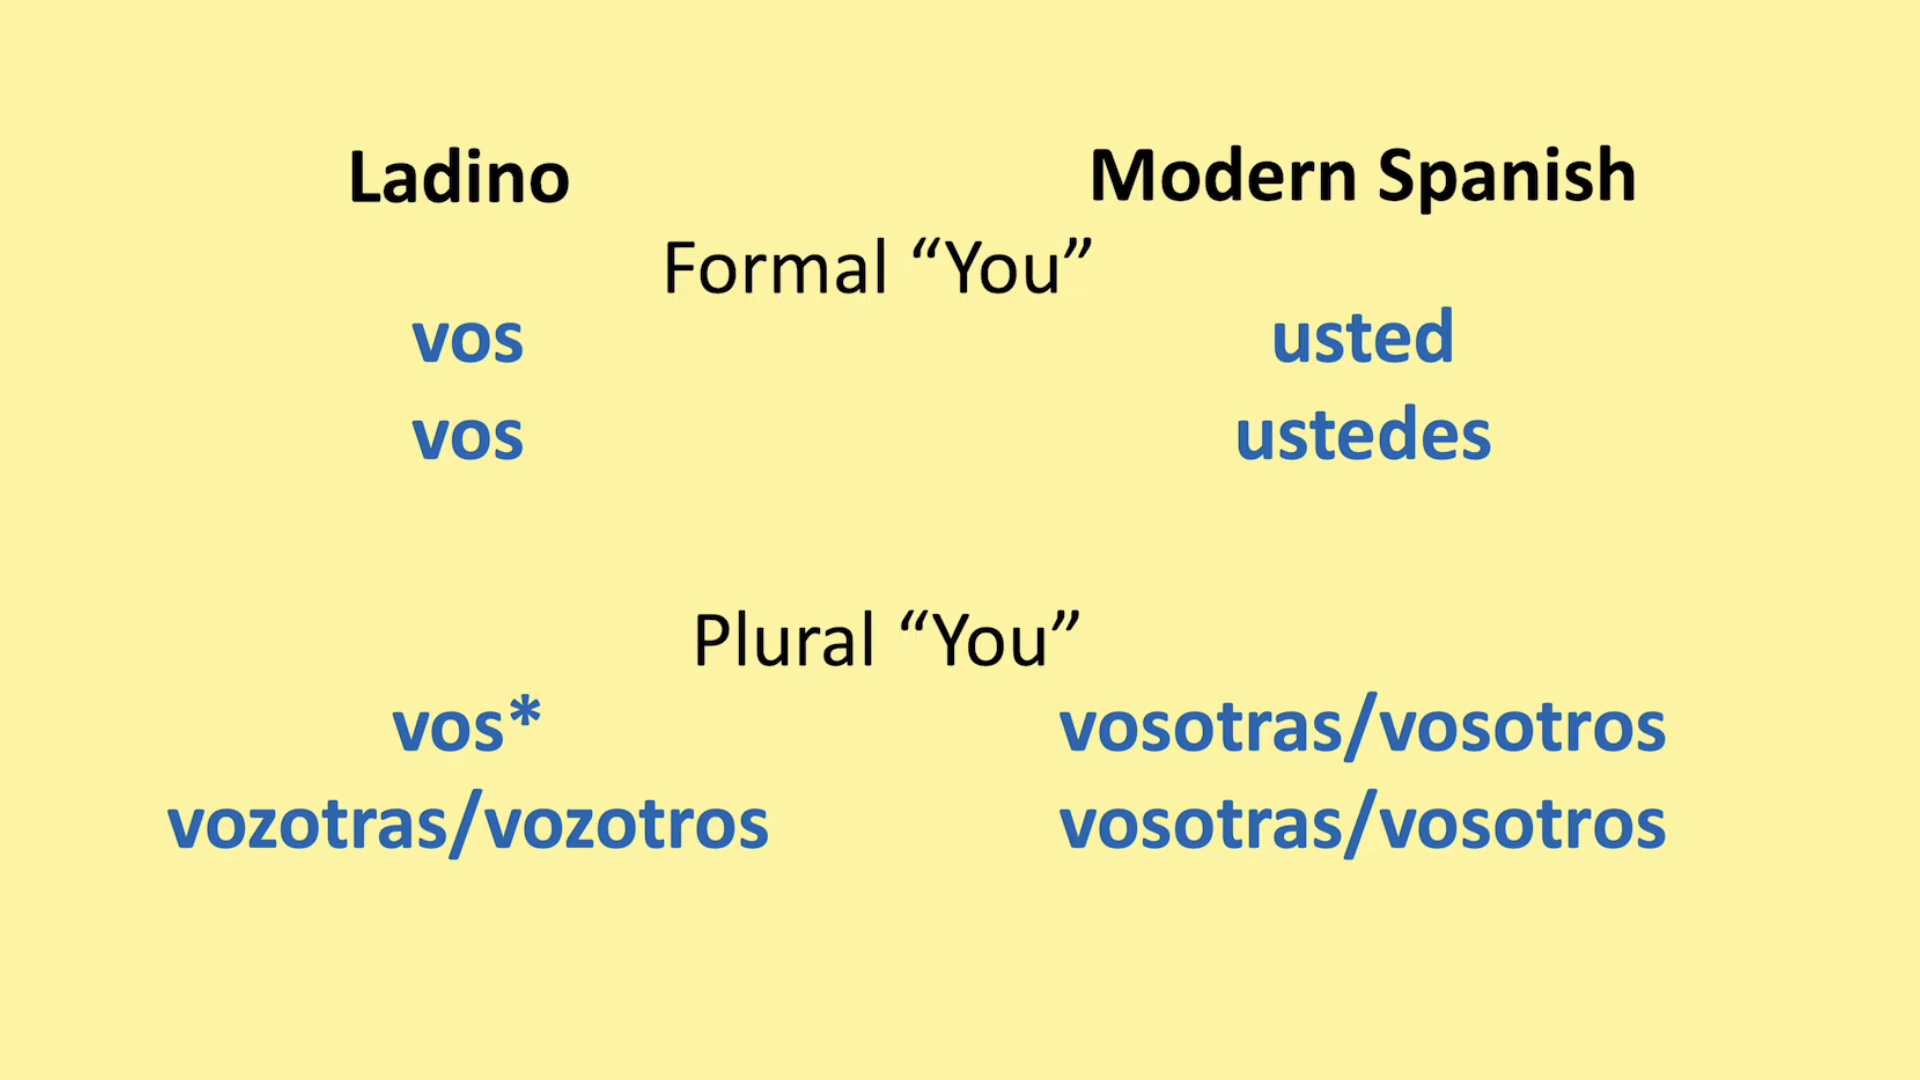 Ladino Modern Spanish
Formal “You”
vos usted
vos ustedes
Plural “You”
vos* vosotras/vosotros
vozotras/vozotros vosotras/vosotros